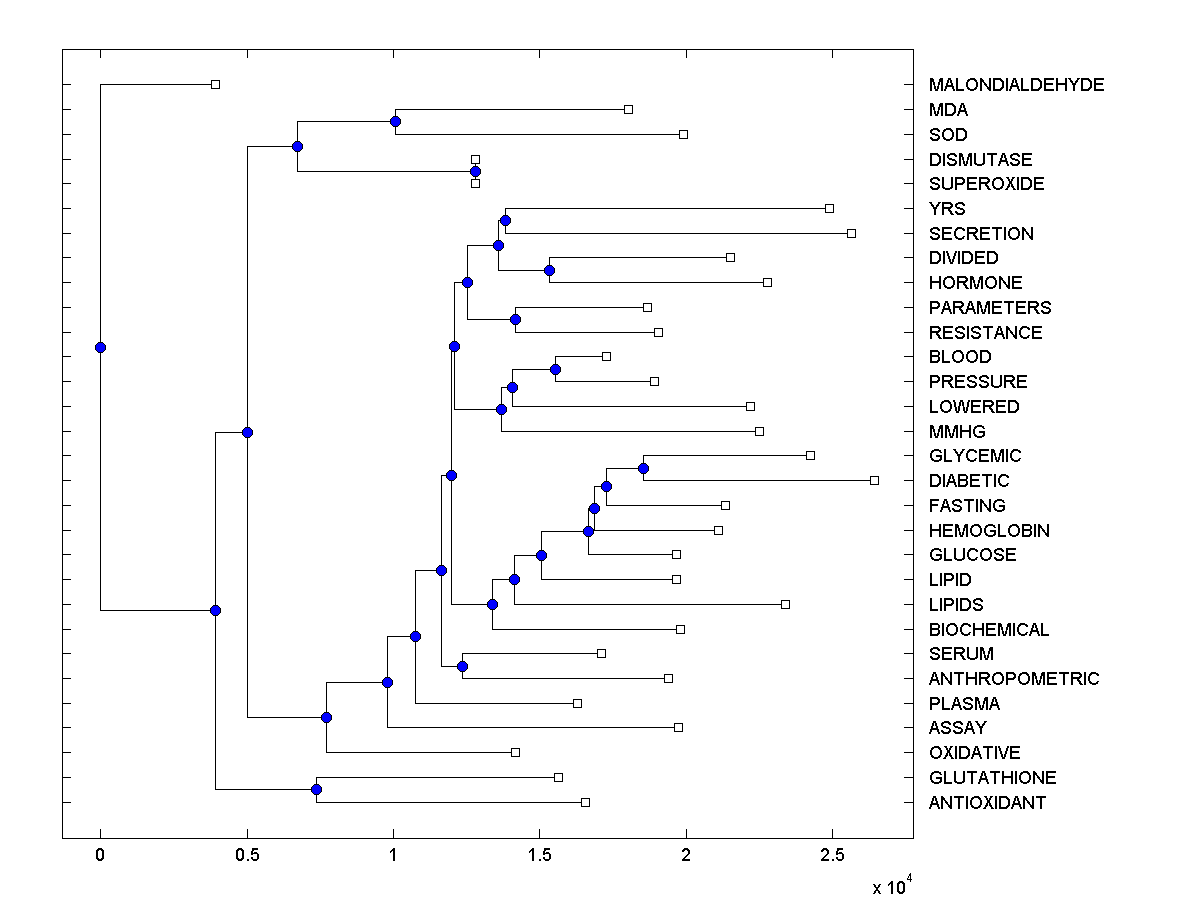 MALONDIALDEHYDE
MDA
SOD
DISMUTASE
SUPEROXIDE
YRS
SECRETION
DIVIDED
HORMONE
PARAMETERS
RESISTANCE
BLOOD
PRESSURE
LOWERED
MMHG
GLYCEMIC
DIABETIC
FASTING
HEMOGLOBIN
GLUCOSE
LIPID
LIPIDS
BIOCHEMICAL
SERUM
ANTHROPOMETRIC
PLASMA
ASSAY
OXIDATIVE
GLUTATHIONE
ANTIOXIDANT
0 0.5 1 1.5 2 2.5
x 10^4